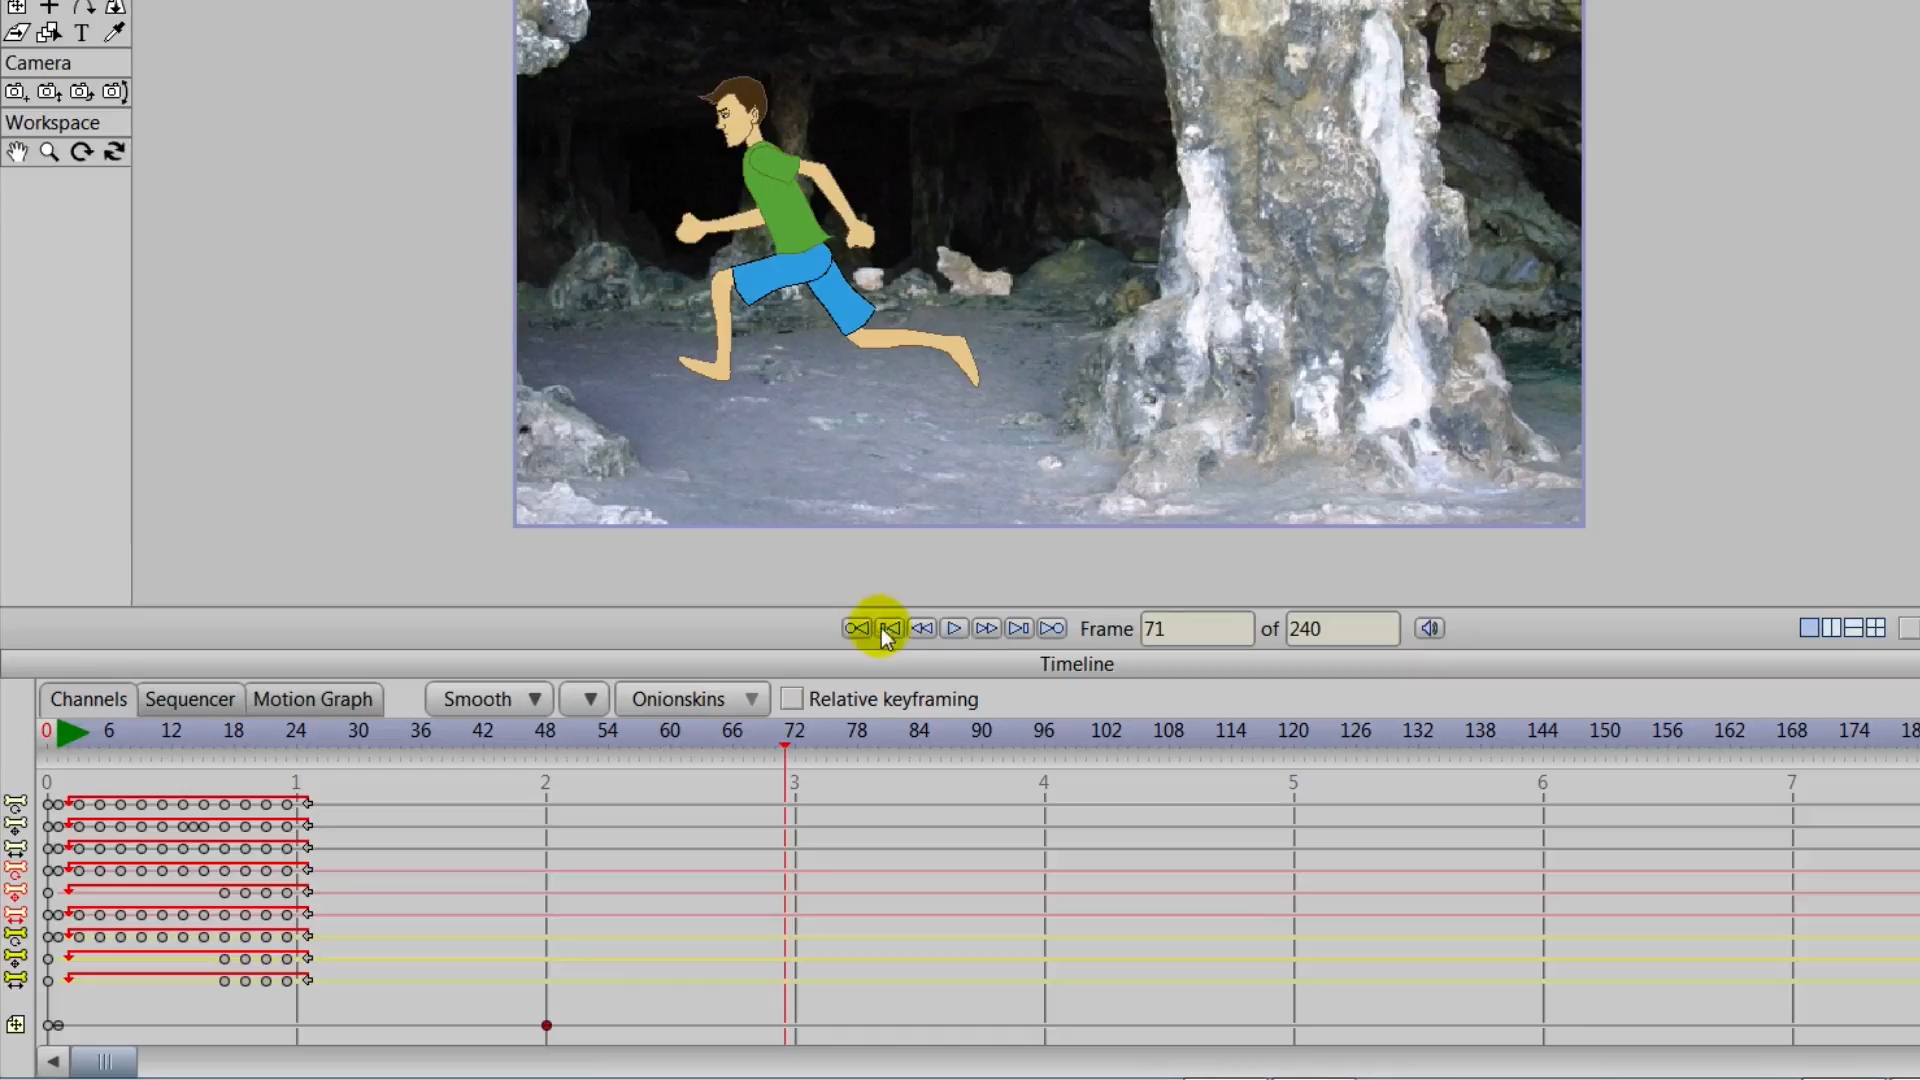 T
Camera
Workspace
Frame 71 of 240
Timeline
Channels Sequencer Motion Graph Smooth Onionskins Relative keyframing
0 6 12 18 24 30 36 42 48 54 60 66 72 78 84 90 96 102 108 114 120 126 132 138 144 150 156 162 168 174 18
0 1 2 3 4 5 6 7